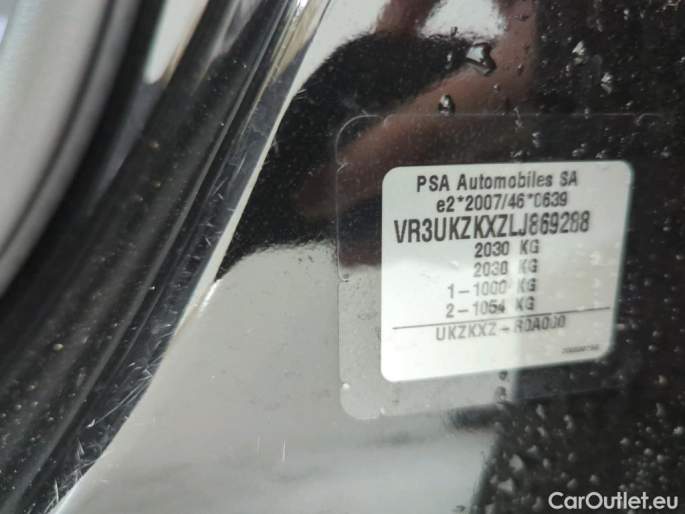 PSA Automobiles SA
e2*2007/46*0639
VR3UKZKXZLJ869288
2030 KG
2030 KG
1-1000 KG
2-1054 KG
UKZKXZ-R0A000
CarOutlet.eu